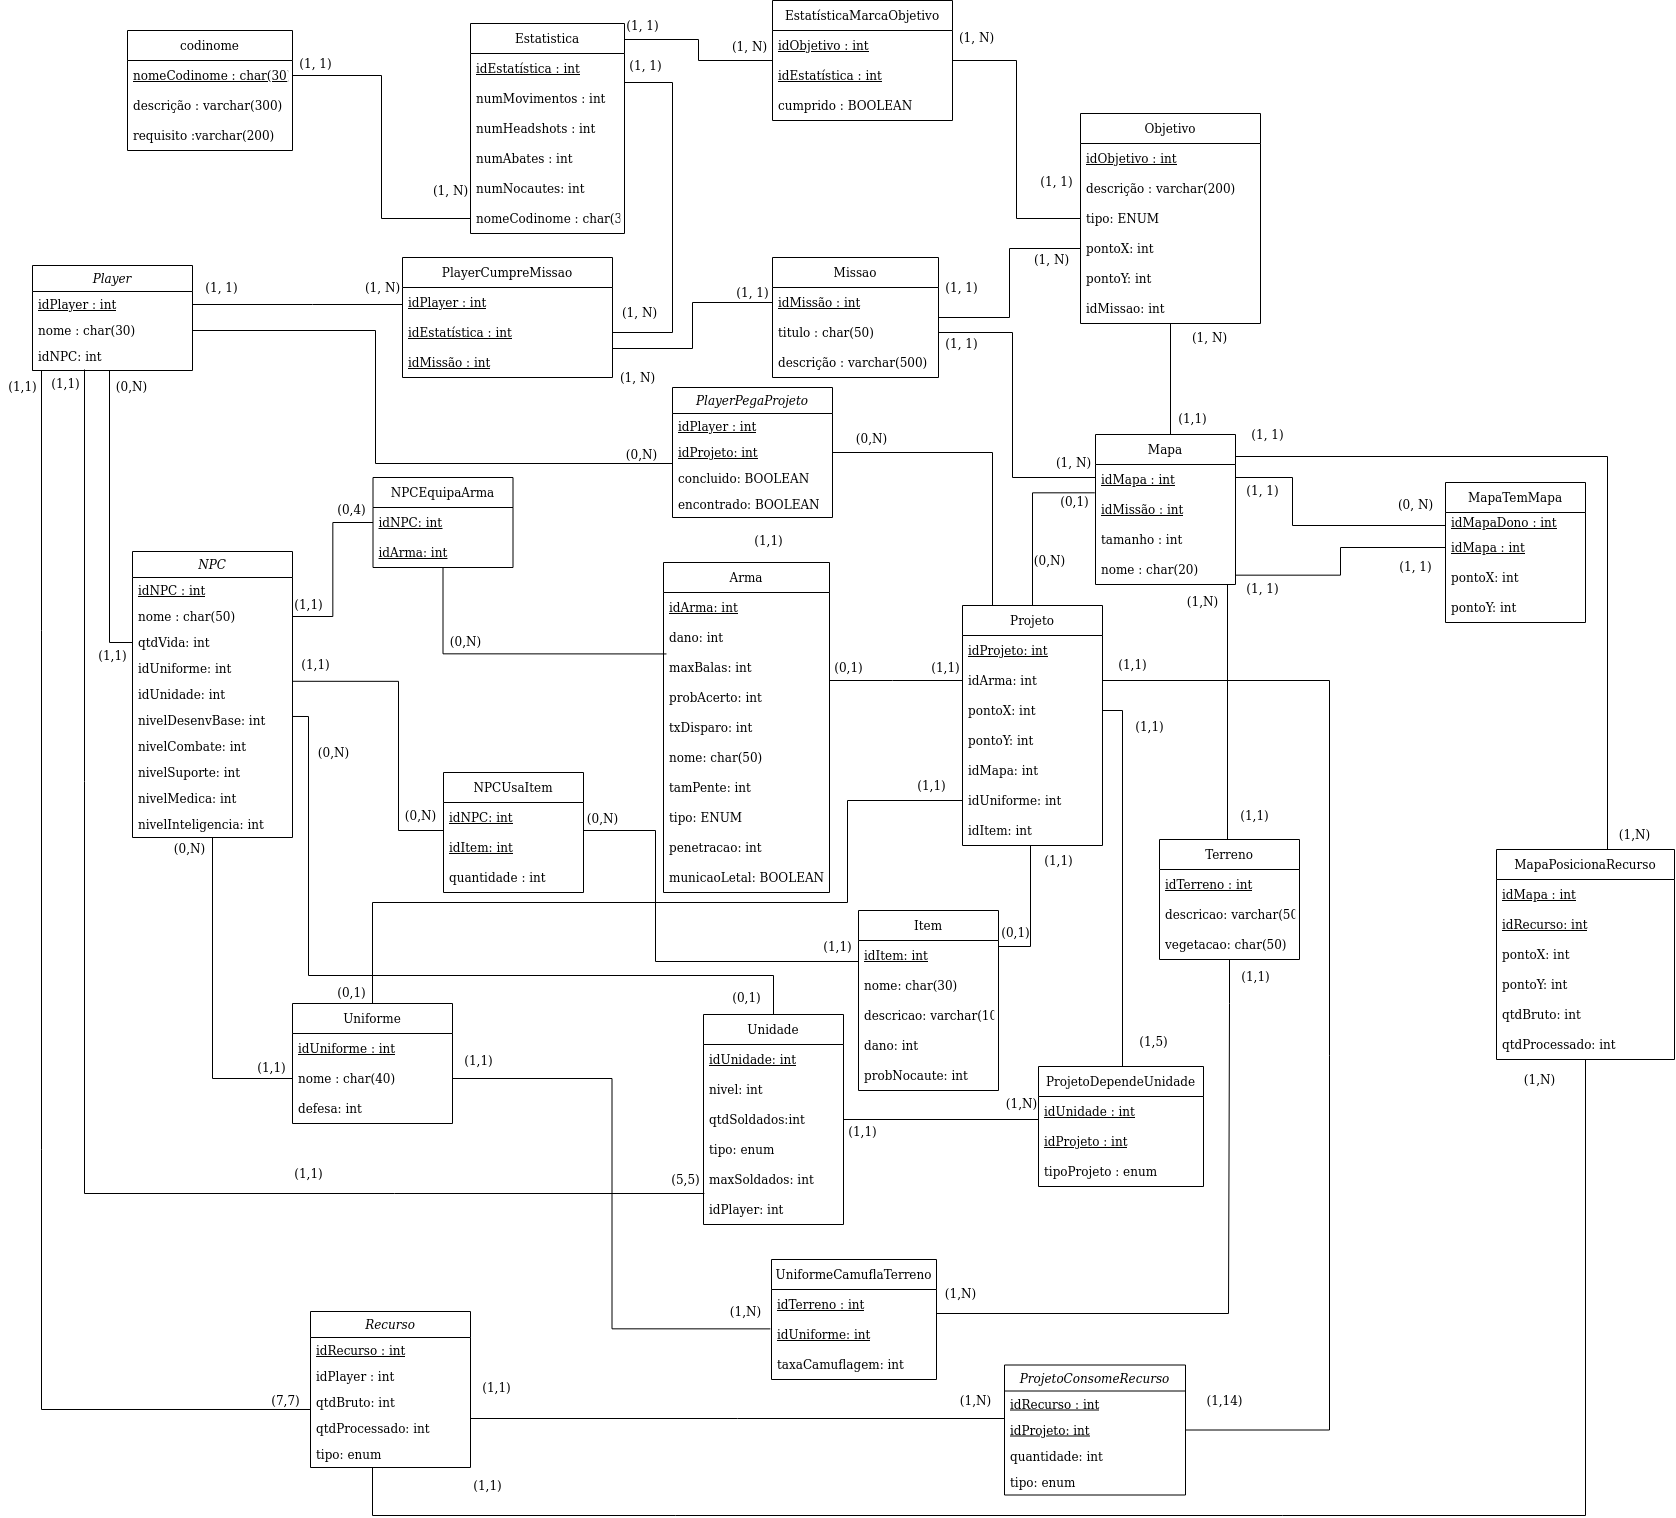 codinome
nomeCodinome : char(30
descrição : varchar(300)
requisito :varchar(200)
(1, 1)
Estatistica
idEstatística : int
numMovimentos : int
numHeadshots : int
numAbates : int
numNocautes: int
nomeCodinome : char(3
(1, 1)
(1, 1)
(1, N)
(1, N)
EstatísticaMarcaObjetivo
idObjetivo : int
idEstatística : int
cumprido : BOOLEAN
(1, N)
Objetivo
idObjetivo : int
descrição : varchar(200)
tipo: ENUM
pontoX: int
pontoY: int
idMissao: int
(1, 1)
(1, N)
(1, N)
Player
idPlayer : int
nome : char(30)
idNPC: int
(1, 1)
(1,1)
(1,1)
(0,N)
PlayerCumpreMissao
idPlayer : int
idEstatística : int
idMissão : int
(1, N)
(1, N)
(1, N)
Missao
idMissão : int
titulo : char(50)
descrição : varchar(500)
(1, 1)
(1, 1)
(1, 1)
PlayerPegaProjeto
idPlayer : int
idProjeto: int
concluido: BOOLEAN
encontrado: BOOLEAN
(0,N)
(0,N)
(1,1)
Mapa
idMapa : int
idMissão : int
tamanho : int
nome : char(20)
(1,1)
(1, 1)
(1, N)
(0,1)
(1, 1)
(1, 1)
(1,N)
MapaTemMapa
idMapaDono : int
idMapa : int
pontoX: int
pontoY: int
(0, N)
(1, 1)
NPCEquipaArma
idNPC: int
idArma: int
(0,4)
(0,N)
NPC
idNPC : int
nome : char(50)
qtdVida: int
idUniforme: int
idUnidade: int
nivelDesenvBase: int
nivelCombate: int
nivelSuporte: int
nivelMedica: int
nivelInteligencia: int
(1,1)
(1,1)
(1,1)
(0,N)
(0,N)
Arma
idArma: int
dano: int
maxBalas: int
probAcerto: int
txDisparo: int
nome: char(50)
tamPente: int
tipo: ENUM
penetracao: int
municaoLetal: BOOLEAN
(0,1)
(1,1)
Projeto
idProjeto: int
idArma: int
pontoX: int
pontoY: int
idMapa: int
idUniforme: int
idItem: int
(0,N)
(1,1)
(1,1)
(1,1)
(1,1)
NPCUsaItem
idNPC: int
idItem: int
quantidade : int
(0,N)
(0,N)
Terreno
idTerreno : int
descricao: varchar(50
vegetacao: char(50)
(1,1)
(1,1)
MapaPosicionaRecurso
idMapa : int
idRecurso: int
pontoX: int
pontoY: int
qtdBruto: int
qtdProcessado: int
(1,N)
(1,N)
Item
idItem: int
nome: char(30)
descricao: varchar(10
dano: int
probNocaute: int
(1,1)
(0,1)
Uniforme
idUniforme : int
nome : char(40)
defesa: int
(0,1)
(1,1)
(1,1)
Unidade
idUnidade: int
nivel: int
qtdSoldados:int
tipo: enum
maxSoldados: int
idPlayer: int
(0,1)
(1,1)
(1,1)
(5,5)
ProjetoDependeUnidade
idUnidade : int
idProjeto : int
tipoProjeto : enum
(1,5)
(1,N)
UniformeCamuflaTerreno
idTerreno : int
idUniforme: int
taxaCamuflagem: int
(1,N)
(1,N)
Recurso
idRecurso : int
idPlayer : int
qtdBruto: int
qtdProcessado: int
tipo: enum
(7,7)
(1,1)
(1,1)
ProjetoConsomeRecurso
idRecurso : int
idProjeto: int
quantidade: int
tipo: enum
(1,N)
(1,14)